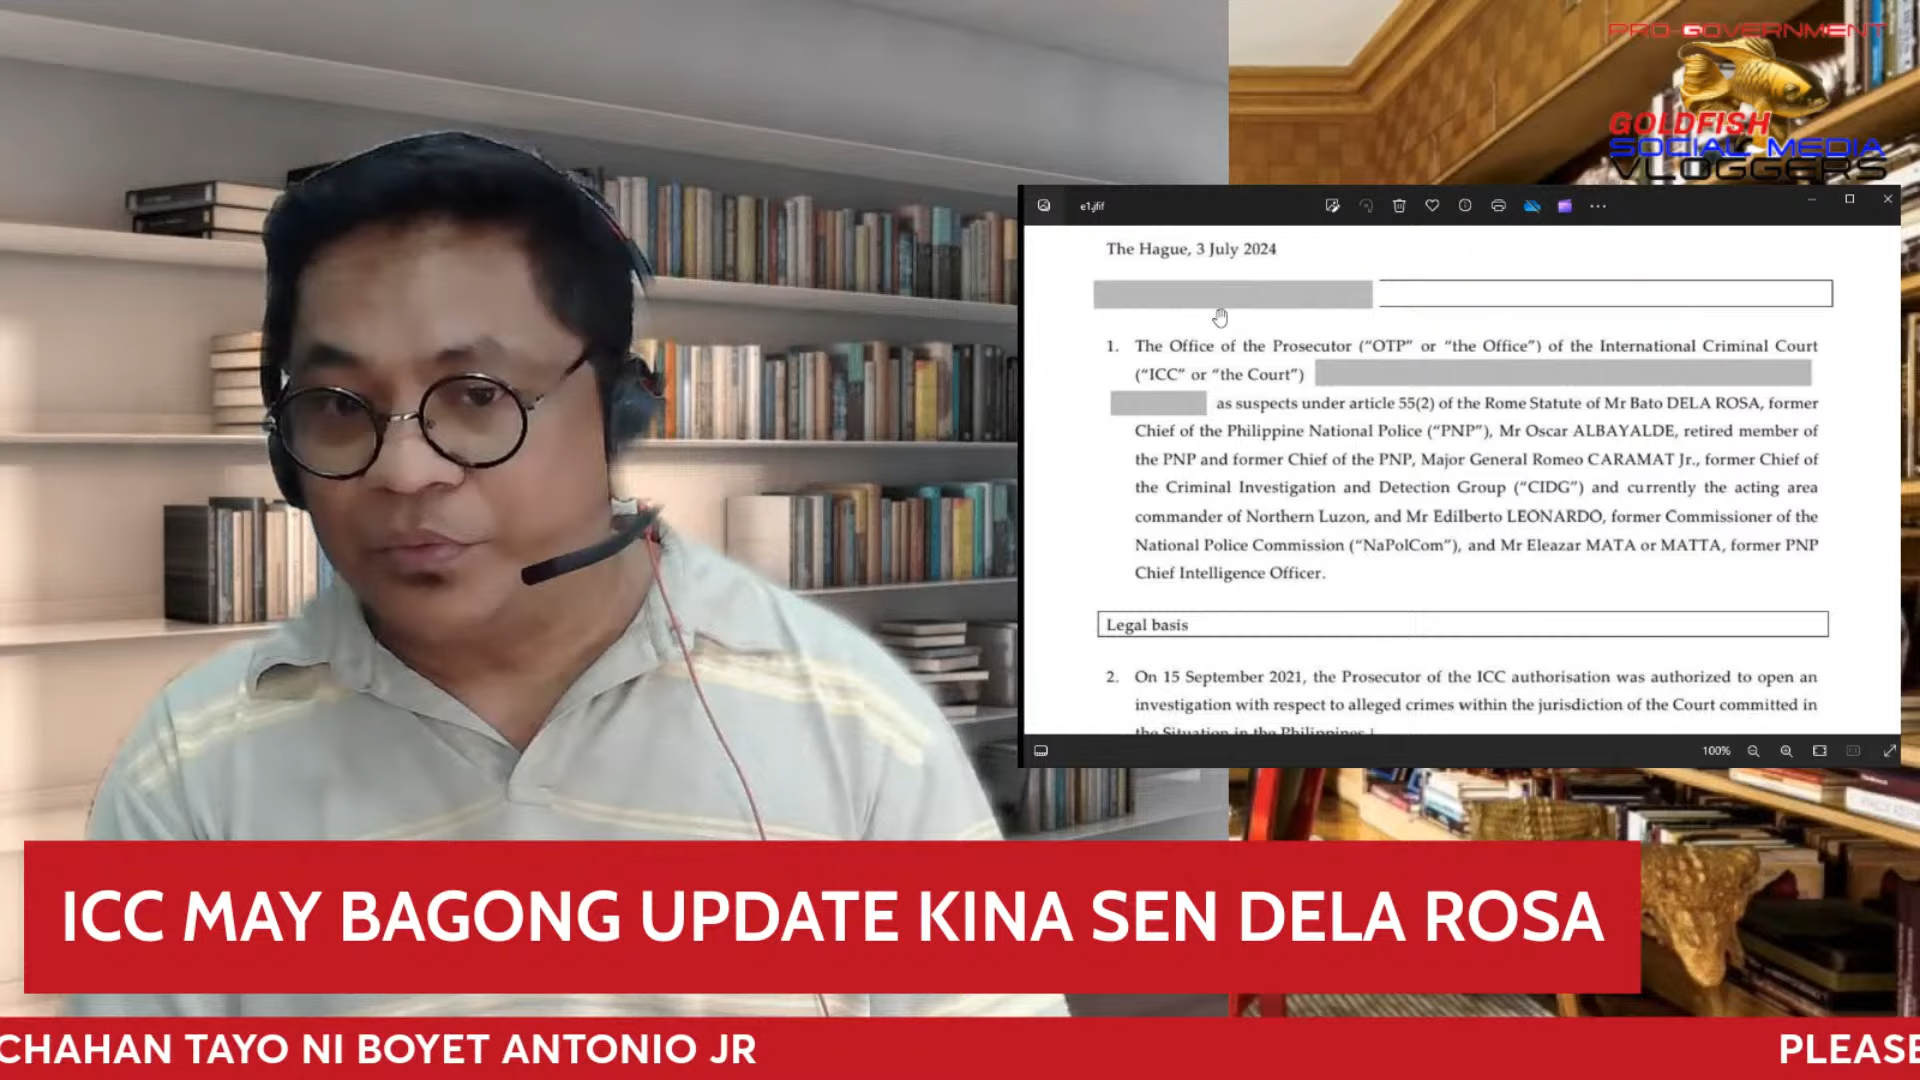 PRO-GOVERNMENT
GOLDFISH
SOCIAL MEDIA
VLOGGERS
e1.jfif
The Hague, 3 July 2024
1. The Office of the Prosecutor (“OTP” or “the Office”) of the International Criminal Court
(“ICC” or “the Court”)
as suspects under article 55(2) of the Rome Statute of Mr Bato DELA ROSA, former
Chief of the Philippine National Police (“PNP”), Mr Oscar ALBAYALDE, retired member of
the PNP and former Chief of the PNP, Major General Romeo CARAMAT Jr., former Chief of
the Criminal Investigation and Detection Group (“CIDG”) and currently the acting area
commander of Northern Luzon, and Mr Edilberto LEONARDO, former Commissioner of the
National Police Commission (“NaPolCom”), and Mr Eleazar MATA or MATTA, former PNP
Chief Intelligence Officer.
Legal basis
2. On 15 September 2021, the Prosecutor of the ICC authorisation was authorized to open an
investigation with respect to alleged crimes within the jurisdiction of the Court committed in
the Situation in the Philippines.
100%
ICC MAY BAGONG UPDATE KINA SEN DELA ROSA
CHAHAN TAYO NI BOYET ANTONIO JR
PLEASE